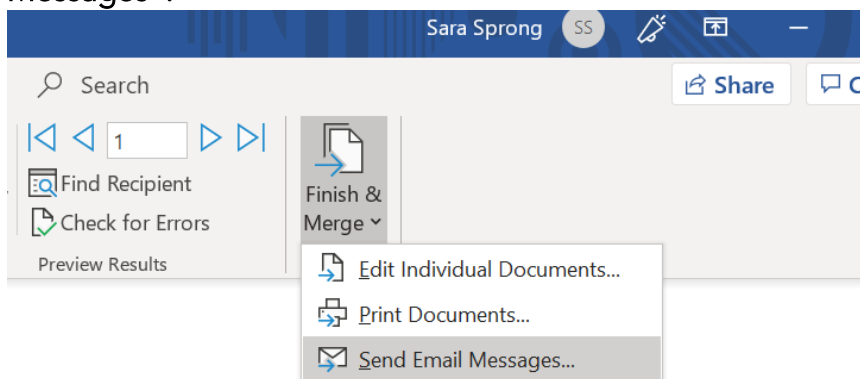 Messages".
Sara Sprong SS
Search
Share
1
Find Recipient
Check for Errors
Preview Results
Finish &
Merge
Edit Individual Documents...
Print Documents...
Send Email Messages...